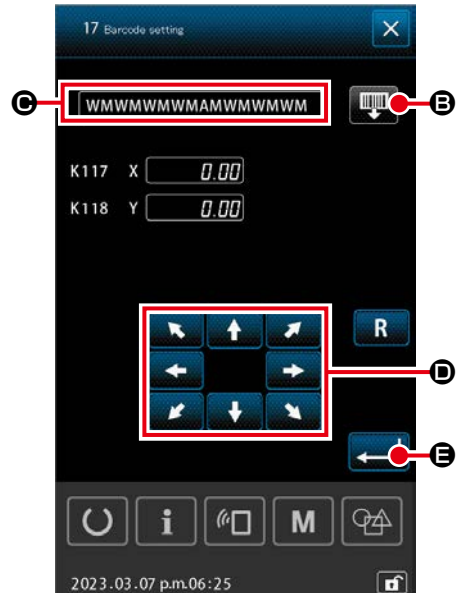 17 Barcode setting
C
WMWMWMWMAMWMWMWM
B
K117 X 0.00
K118 Y 0.00
R
D
E
i
M
2023.03.07 p.m.06:25